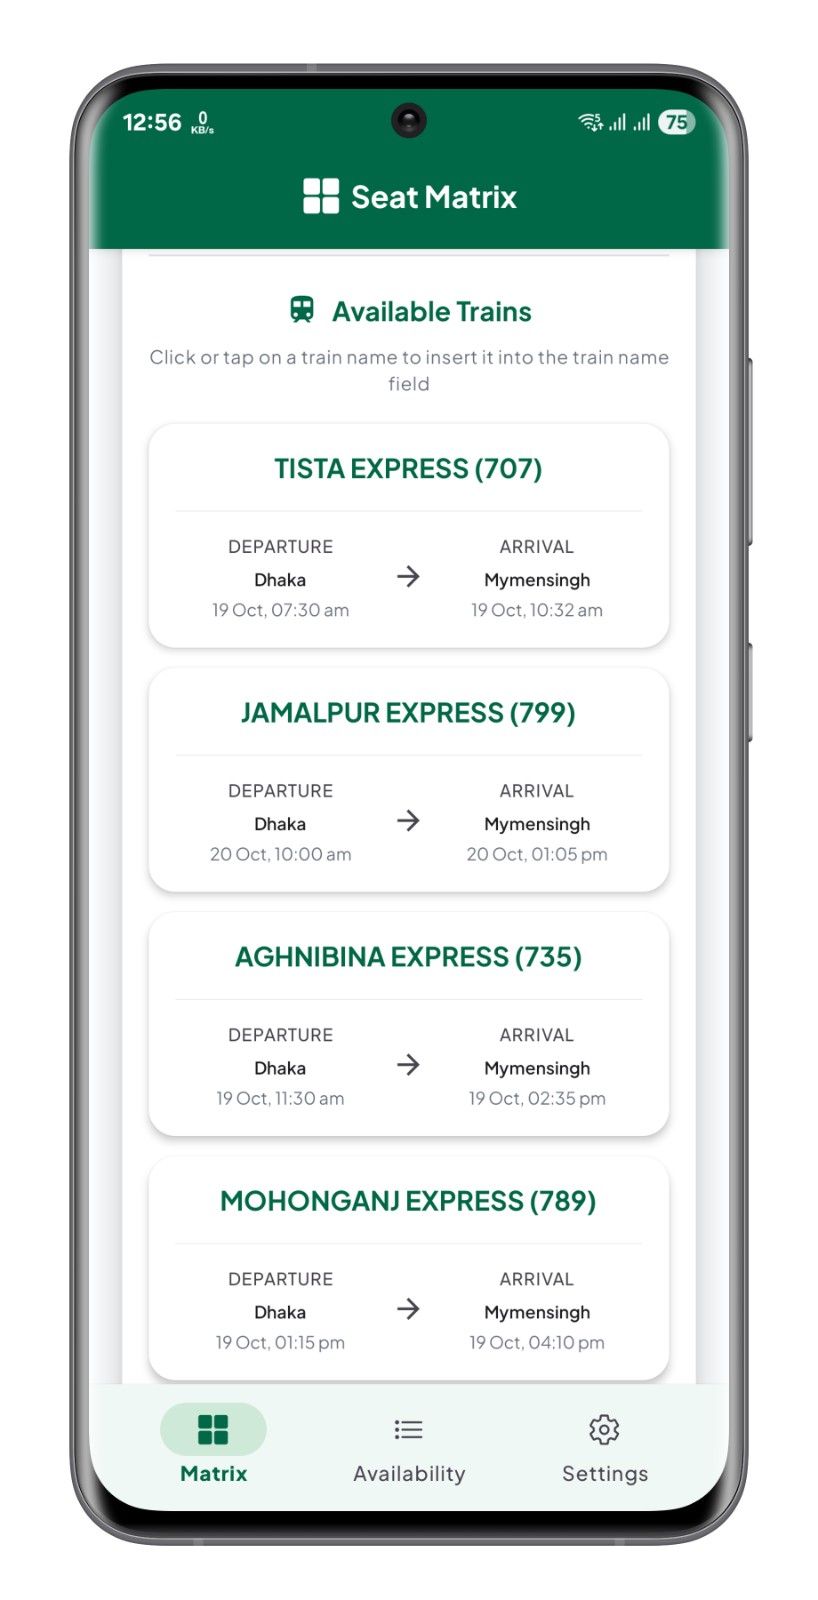 12:56 0 KB/s 5 75
Seat Matrix
Available Trains
Click or tap on a train name to insert it into the train name
field
TISTA EXPRESS (707)
DEPARTURE ARRIVAL
Dhaka Mymensingh
19 Oct, 07:30 am 19 Oct, 10:32 am
JAMALPUR EXPRESS (799)
DEPARTURE ARRIVAL
Dhaka Mymensingh
20 Oct, 10:00 am 20 Oct, 01:05 pm
AGHNIBINA EXPRESS (735)
DEPARTURE ARRIVAL
Dhaka Mymensingh
19 Oct, 11:30 am 19 Oct, 02:35 pm
MOHONGANJ EXPRESS (789)
DEPARTURE ARRIVAL
Dhaka Mymensingh
19 Oct, 01:15 pm 19 Oct, 04:10 pm
Matrix Availability Settings